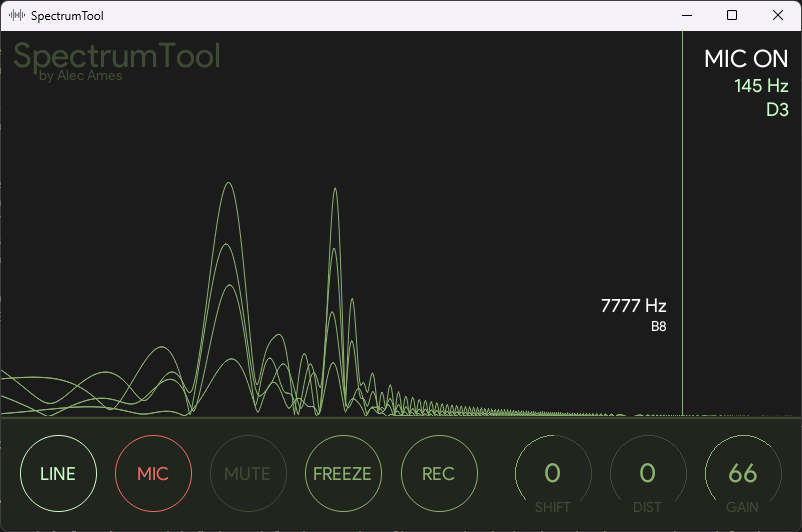 SpectrumTool
SpectrumTool
by Alec Ames
MIC ON
145 Hz
D3
7777 Hz
B8
LINE
MIC
MUTE
FREEZE
REC
0
SHIFT
0
DIST
66
GAIN